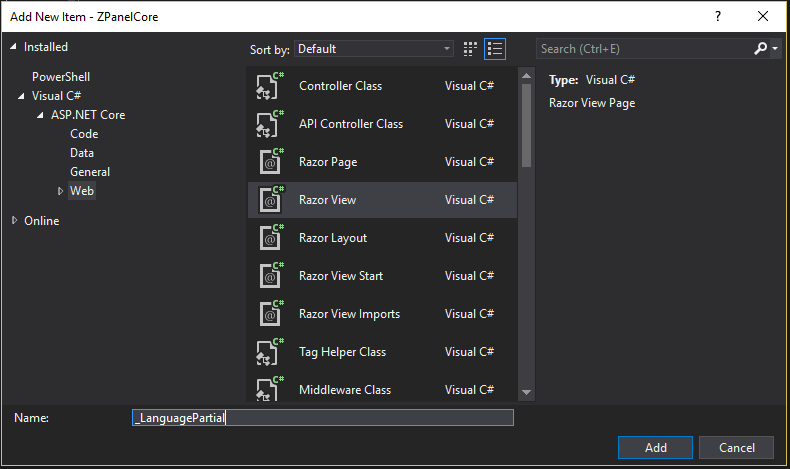 Add New Item - ZPanelCore
? 
Installed
PowerShell
Visual C#
ASP.NET Core
Code
Data
General
Web
Online
Sort by: Default
C# Controller Class Visual C#
C# API Controller Class Visual C#
C# @ Razor Page Visual C#
C# @ Razor View Visual C#
C# @ Razor Layout Visual C#
C# @ Razor View Start Visual C#
C# @ Razor View Imports Visual C#
C# Tag Helper Class Visual C#
C# Middleware Class Visual C#
Search (Ctrl+E)
Type: Visual C#
Razor View Page
Name: _LanguagePartial
Add Cancel